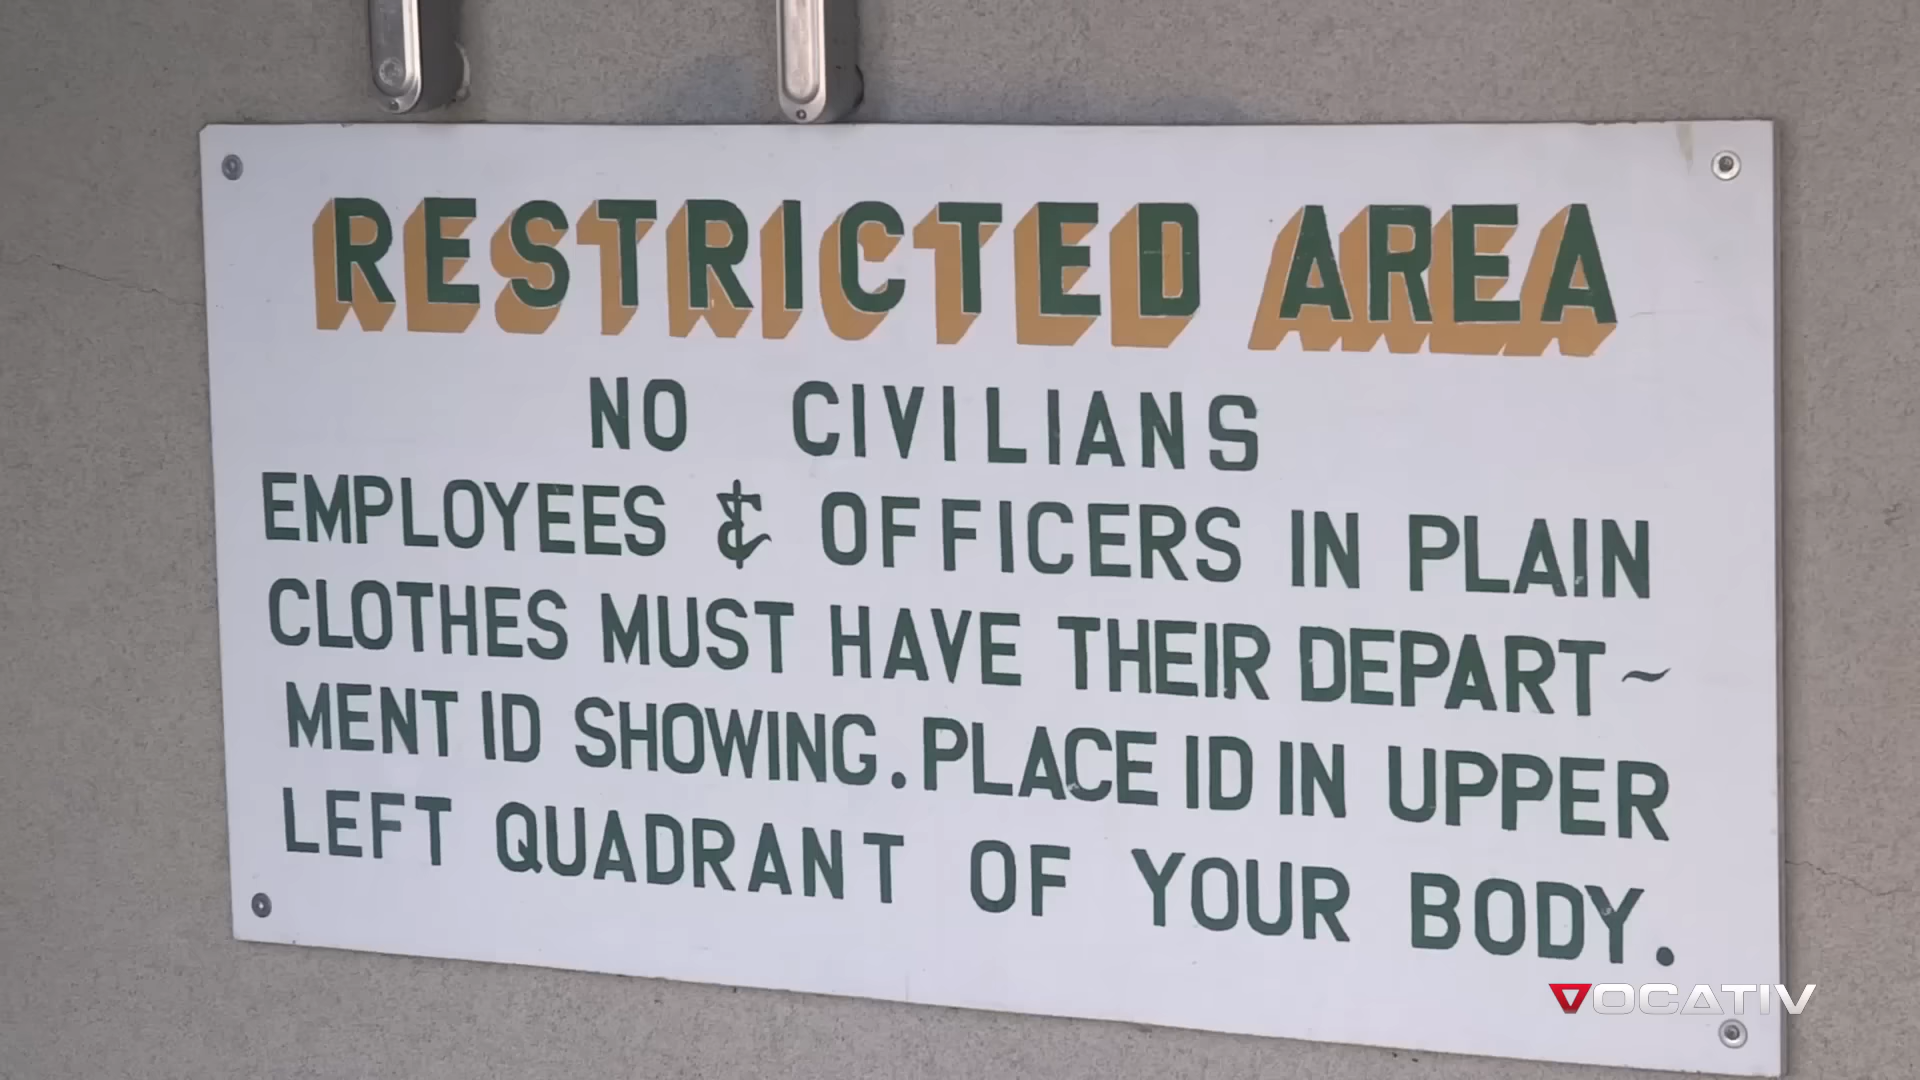 RESTRICTED AREA
NO CIVILIANS
EMPLOYEES & OFFICERS IN PLAIN
CLOTHES MUST HAVE THEIR DEPART~
MENT ID SHOWING. PLACE ID IN UPPER
LEFT QUADRANT OF YOUR BODY.
VOCATIV